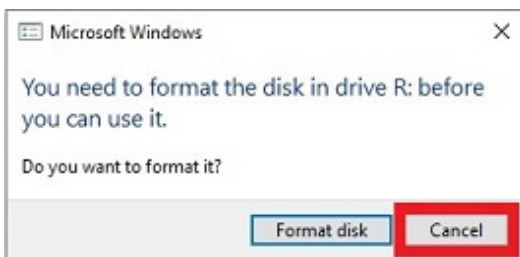 Microsoft Windows
You need to format the disk in drive R: before
you can use it.
Do you want to format it?
Format disk
Cancel